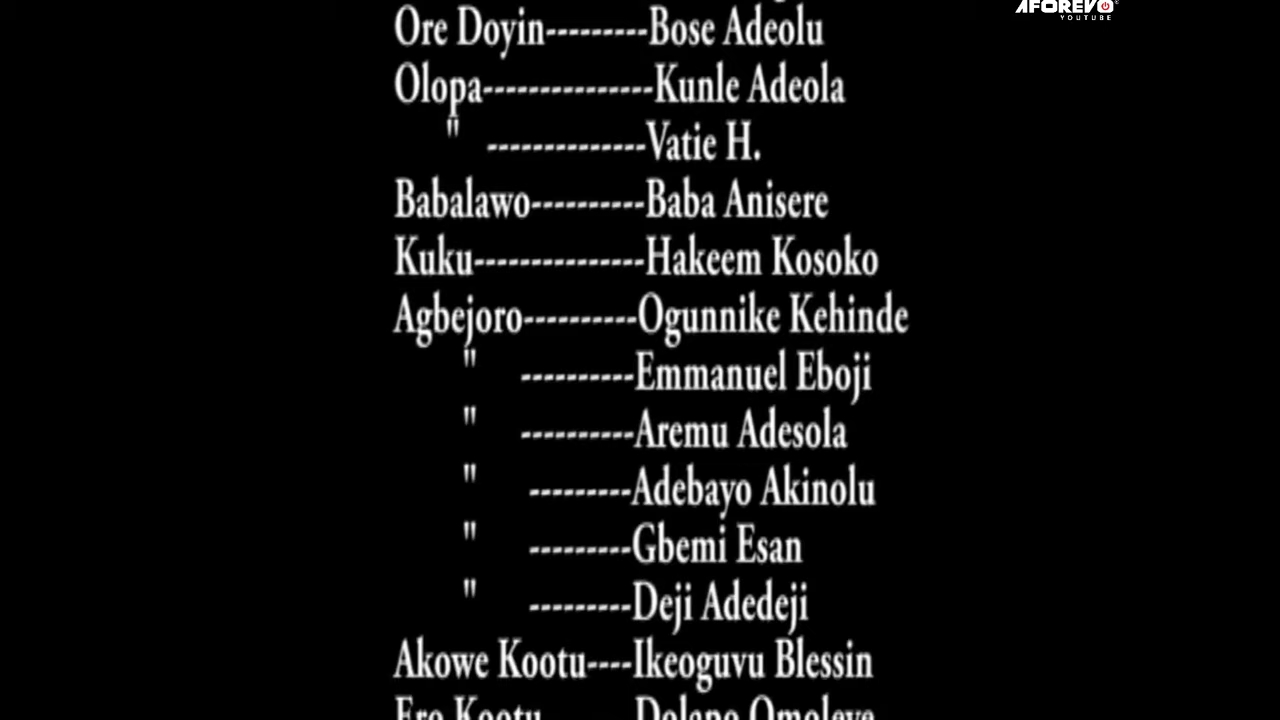 AFOREVO
YOUTUBE
Ore Doyin---------Bose Adeolu
Olopa---------------Kunle Adeola
" --------------Vatie H.
Babalawo----------Baba Anisere
Kuku---------------Hakeem Kosoko
Agbejoro----------Ogunnike Kehinde
" ----------Emmanuel Eboji
" ----------Aremu Adesola
" ---------Adebayo Akinolu
" ---------Gbemi Esan
" ---------Deji Adedeji
Akowe Kootu----Ikeoguvu Blessin
Kootu